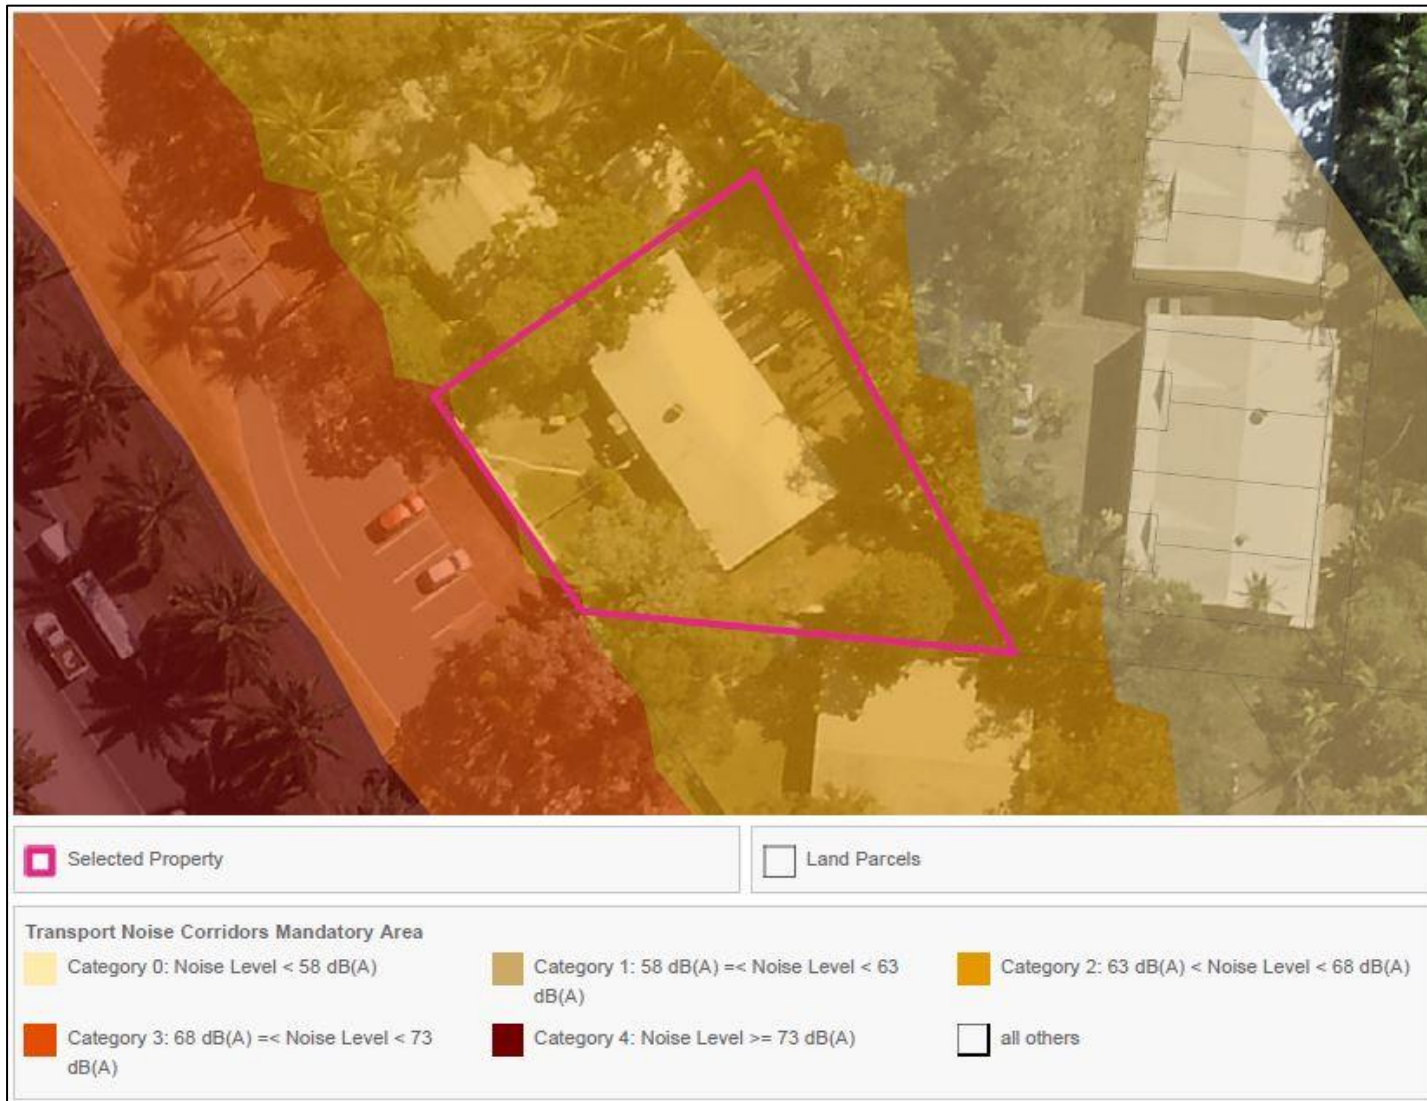 Selected Property
Land Parcels
Transport Noise Corridors Mandatory Area
Category 0: Noise Level < 58 dB(A)
Category 1: 58 dB(A) =< Noise Level < 63
dB(A)
Category 2: 63 dB(A) < Noise Level < 68 dB(A)
Category 3: 68 dB(A) =< Noise Level < 73
dB(A)
Category 4: Noise Level >= 73 dB(A)
all others